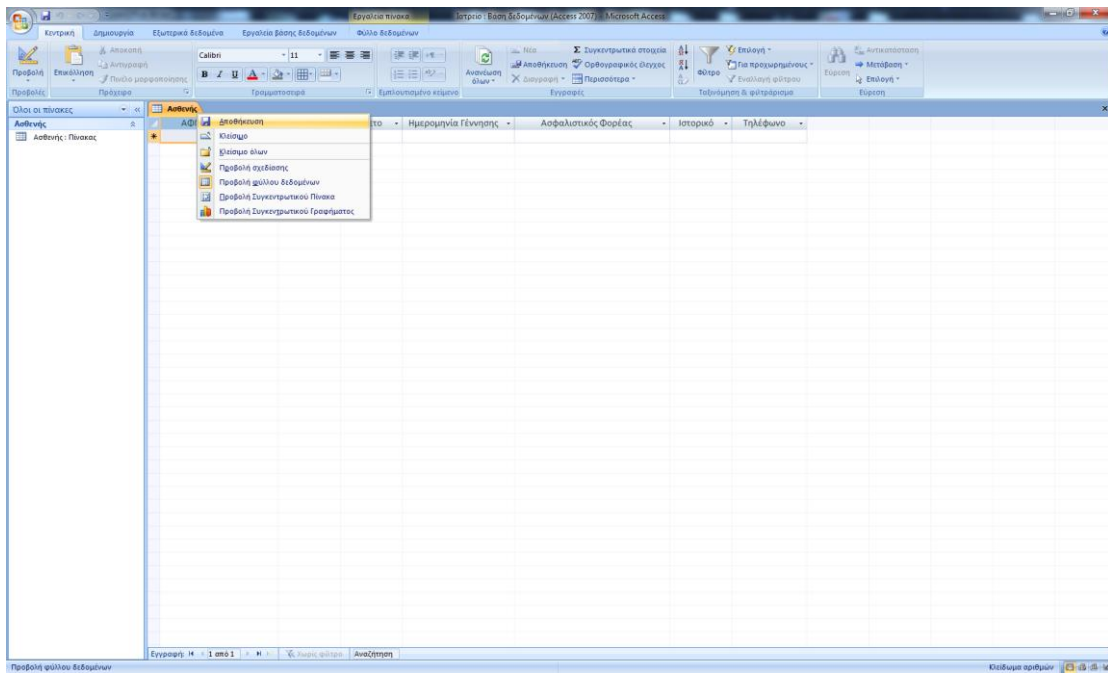 Εργαλεία πίνακα Ιατρείο : Βάση δεδομένων (Access 2007) - Microsoft Access
Κεντρική Δημιουργία Εξωτερικά δεδομένα Εργαλεία βάσης δεδομένων Φύλλο δεδομένων
Προβολή
Προβολές
Επικόλληση
Αποκοπή
Αντιγραφή
Πινέλο μορφοποίησης
Πρόχειρο
Calibri 11
B I U A
Γραμματοσειρά
Εμπλουτισμένο κείμενο
Ανανέωση όλων
Νέα
Αποθήκευση
Διαγραφή
Σ Συγκεντρωτικά στοιχεία
Ορθογραφικός έλεγχος
Περισσότερα
Εγγραφές
Φίλτρο
Επιλογή
Για προχωρημένους
Εναλλαγή φίλτρου
Ταξινόμηση & φιλτράρισμα
Εύρεση
Αντικατάσταση
Μετάβαση
Επιλογή
Εύρεση
Όλοι οι πίνακες
Ασθενής
Ασθενής : Πίνακας
Ασθενής
Ημερομηνία Γέννησης Ασφαλιστικός Φορέας Ιστορικό Τηλέφωνο
Αποθήκευση
Κλείσιμο
Κλείσιμο όλων
Προβολή σχεδίασης
Προβολή φύλλου δεδομένων
Προβολή Συγκεντρωτικού Πίνακα
Προβολή Συγκεντρωτικού Γραφήματος
Εγγραφή: 1 από 1 Χωρίς φίλτρο Αναζήτηση
Προβολή φύλλου δεδομένων Κλείδωμα αριθμών